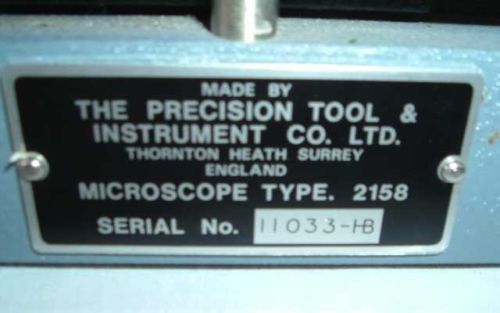 MADE BY
THE PRECISION TOOL &
INSTRUMENT CO. LTD.
THORNTON HEATH SURREY
ENGLAND
MICROSCOPE TYPE. 2158
SERIAL No. 11033-HB